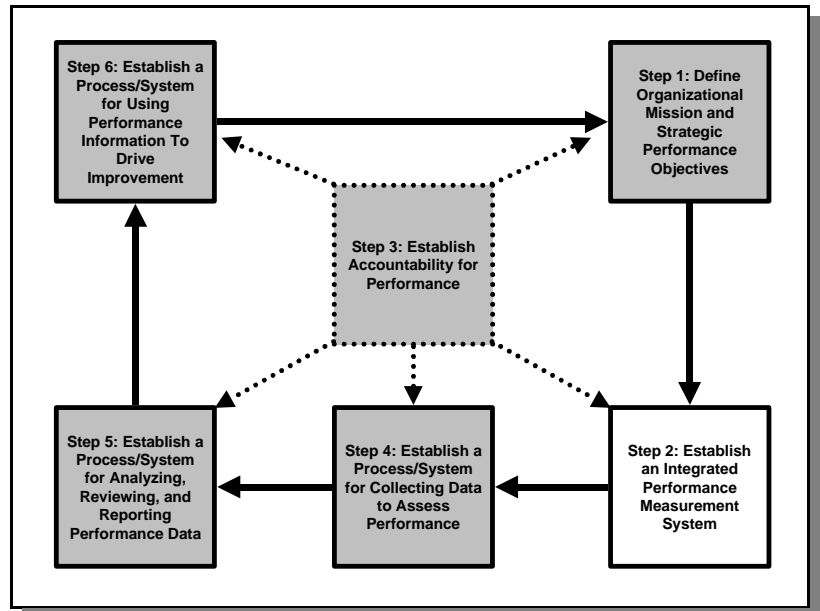 Step 6: Establish a
Process/System
for Using
Performance
Information To
Drive
Improvement
Step 1: Define
Organizational
Mission and
Strategic
Performance
Objectives
Step 3: Establish
Accountability for
Performance
Step 5: Establish a
Process/System
for Analyzing,
Reviewing, and
Reporting
Performance Data
Step 4: Establish a
Process/System
for Collecting Data
to Assess
Performance
Step 2: Establish
an Integrated
Performance
Measurement
System